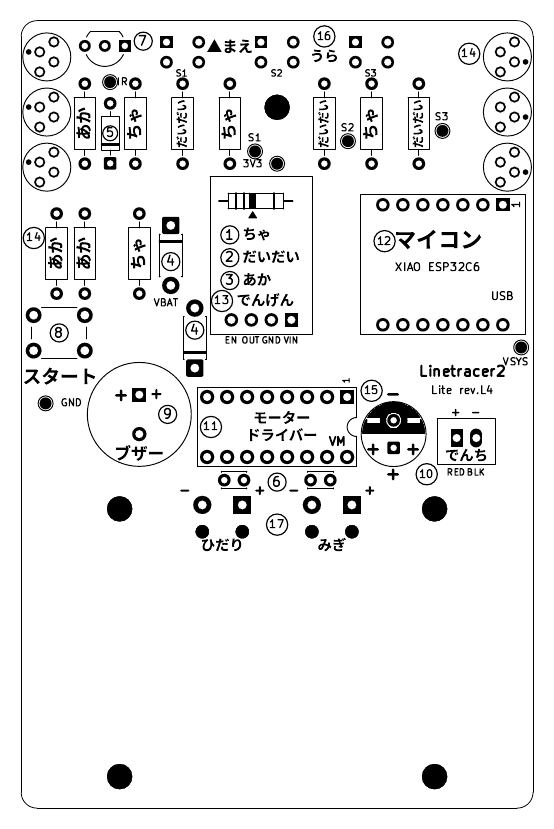 ⑦
▲まえ
⑯
うら
⑭
IR
S1
S2
S3
あか
⑤
ちゃ
だいだい
ちゃ
だいだい
ちゃ
だいだい
S1
S2
S3
3V3
⑭
あか
あか
ちゃ
④
VBAT
① ちゃ
② だいだい
③ あか
⑬ でんげん
EN OUT GND VIN
1
⑫ マイコン
XIAO ESP32C6
USB
VSYS
⑧
スタート
GND
④
Linetracer2
Lite rev.L4
+ +
⑨
ブザー
1
⑪
モーター
ドライバー
VM
⑮
−
+ +
+
+ −
でんち
RED BLK
⑩
⑥
− + − +
⑰
ひだり
みぎ